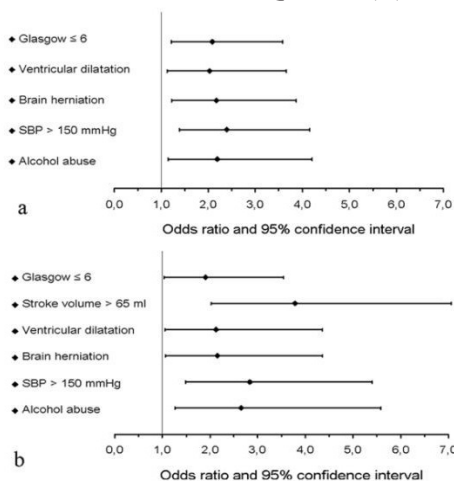 ◆ Glasgow ≤ 6
◆ Ventricular dilatation
◆ Brain herniation
◆ SBP > 150 mmHg
◆ Alcohol abuse
0,0 1,0 2,0 3,0 4,0 5,0 6,0 7,0
a
Odds ratio and 95% confidence interval
◆ Glasgow ≤ 6
◆ Stroke volume > 65 ml
◆ Ventricular dilatation
◆ Brain herniation
◆ SBP > 150 mmHg
◆ Alcohol abuse
0,0 1,0 2,0 3,0 4,0 5,0 6,0 7,0
b
Odds ratio and 95% confidence interval